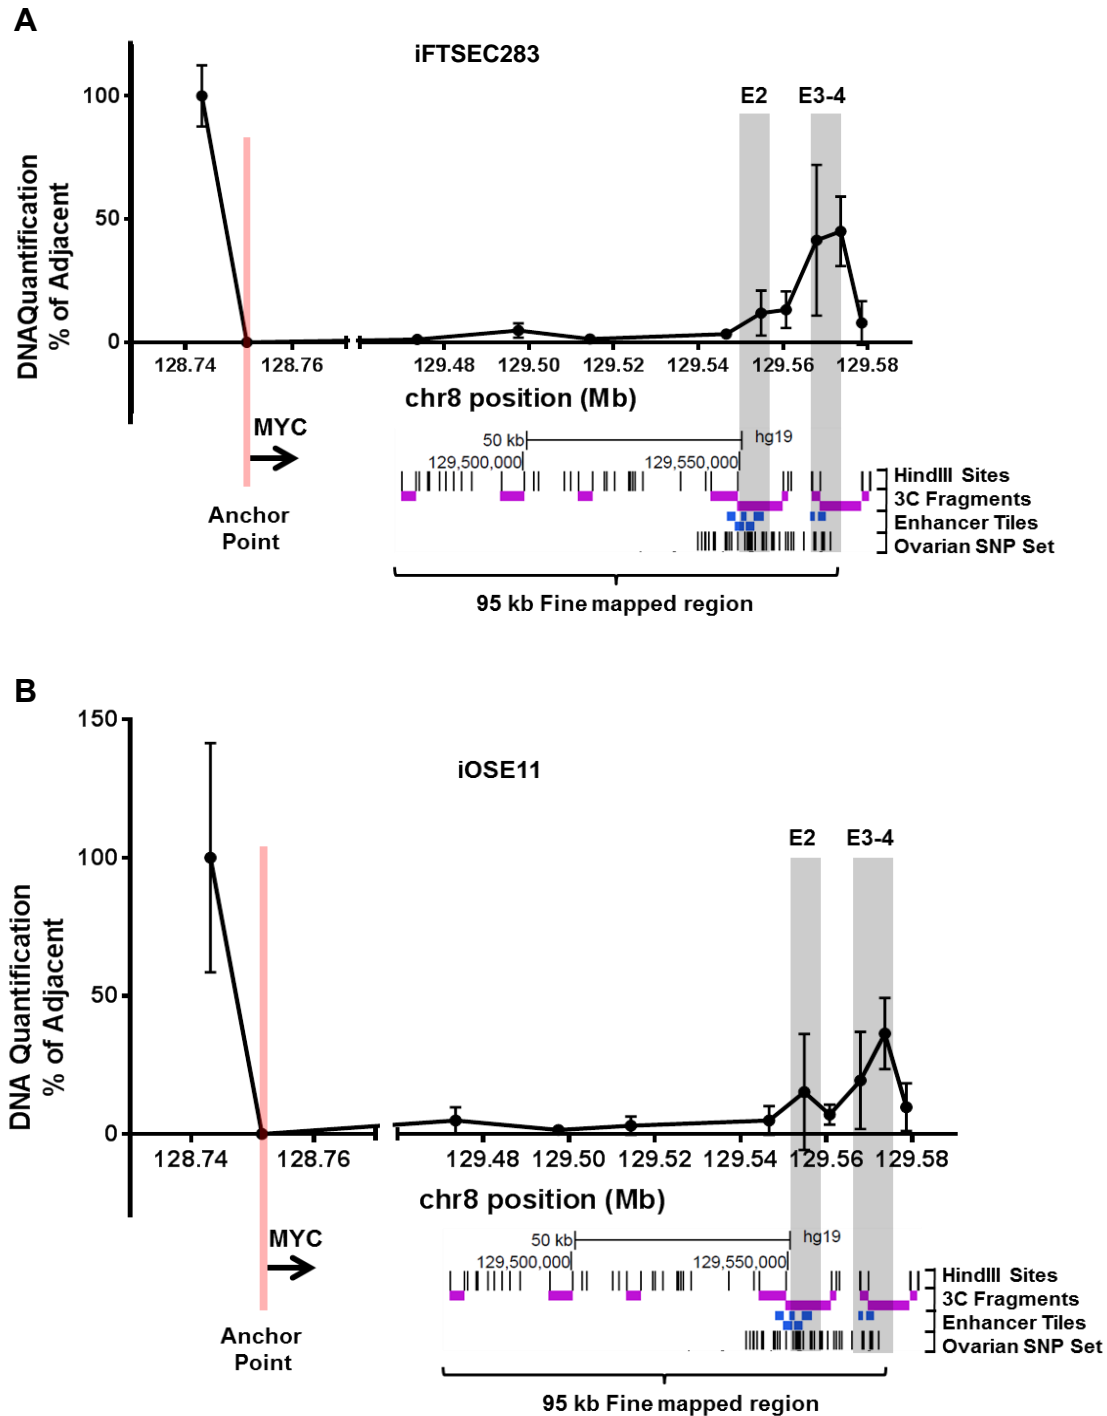 A
iFTSEC283
E2 E3-4
DNAQuantification
% of Adjacent
100
50
0
128.74 128.76 129.48 129.50 129.52 129.54 129.56 129.58
chr8 position (Mb)
MYC
Anchor
Point
50 kb hg19
129,500,000 129,550,000
HindIII Sites
3C Fragments
Enhancer Tiles
Ovarian SNP Set
95 kb Fine mapped region
B
iOSE11
E2 E3-4
DNA Quantification
% of Adjacent
150
100
50
0
128.74 128.76 129.48 129.50 129.52 129.54 129.56 129.58
chr8 position (Mb)
MYC
Anchor
Point
50 kb hg19
129,500,000 129,550,000
HindIII Sites
3C Fragments
Enhancer Tiles
Ovarian SNP Set
95 kb Fine mapped region